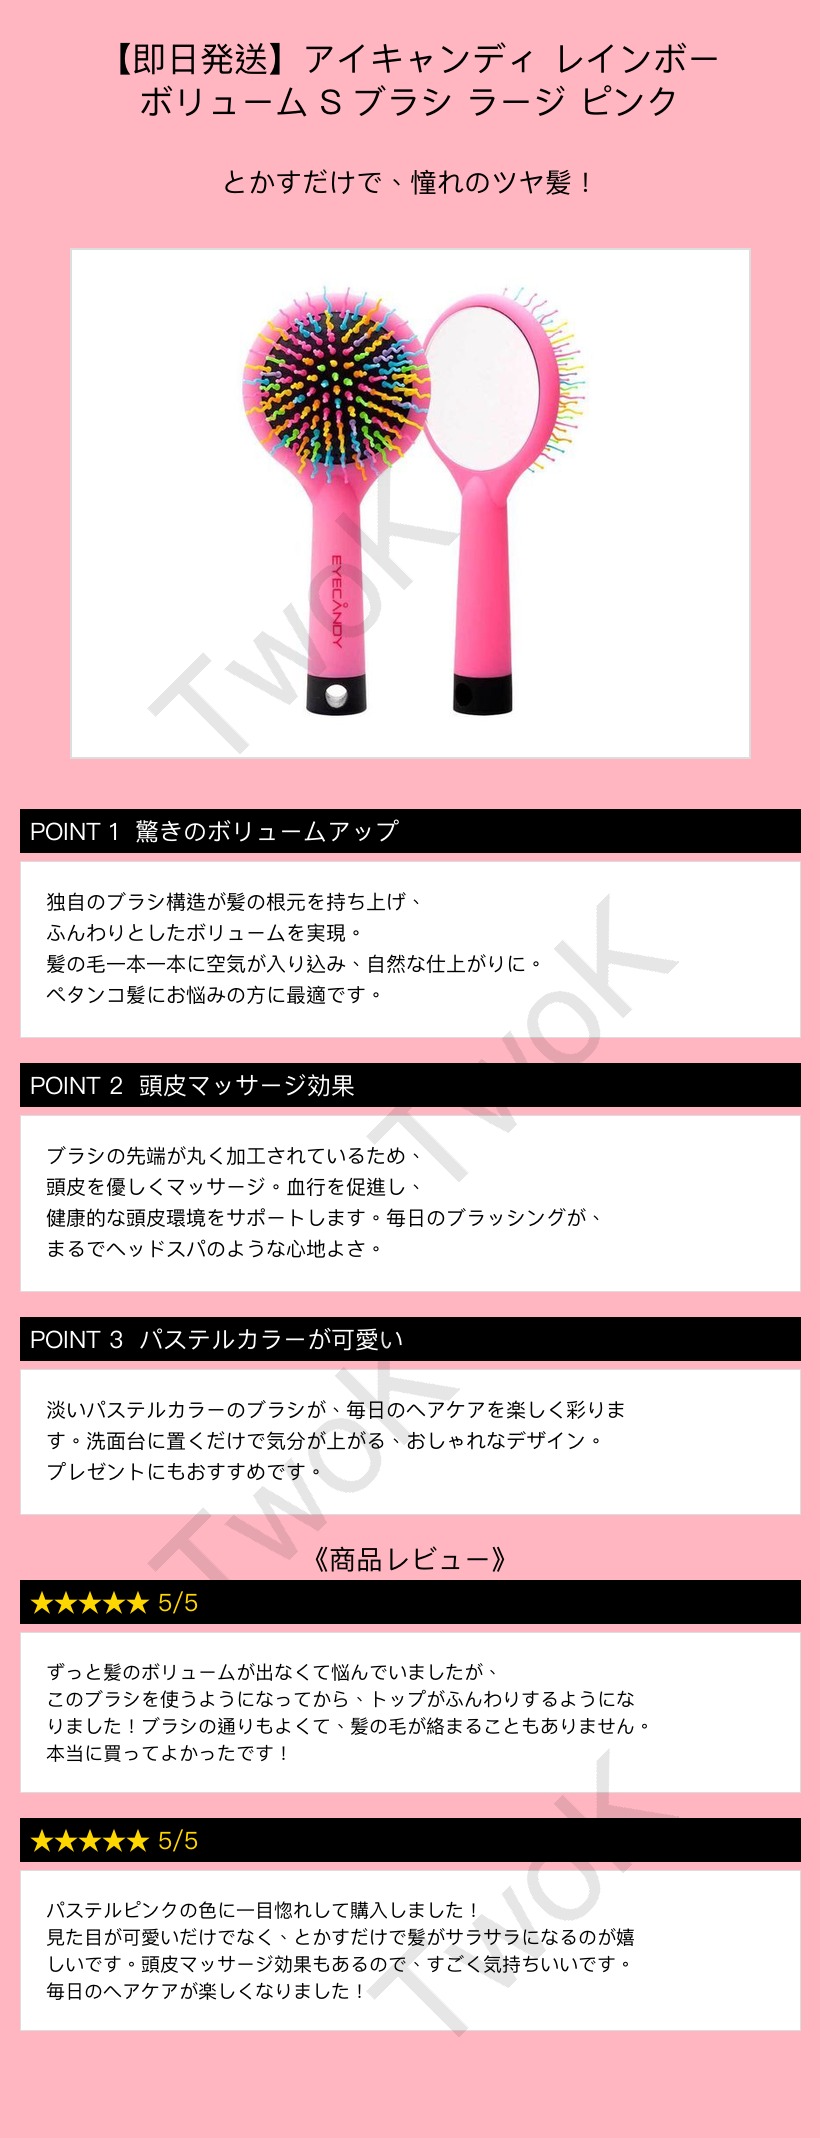 【即日発送】アイキャンディ レインボー
ボリューム S ブラシ ラージ ピンク
とかすだけで、憧れのツヤ髪！
EYECANDY
TwoK
POINT 1 驚きのボリュームアップ
独自のブラシ構造が髪の根元を持ち上げ、
ふんわりとしたボリュームを実現。
髪の毛一本一本に空気が入り込み、自然な仕上がりに。
ペタンコ髪にお悩みの方に最適です。
TwoK
POINT 2 頭皮マッサージ効果
ブラシの先端が丸く加工されているため、
頭皮を優しくマッサージ。血行を促進し、
健康的な頭皮環境をサポートします。毎日のブラッシングが、
まるでヘッドスパのような心地よさ。
POINT 3 パステルカラーが可愛い
淡いパステルカラーのブラシが、毎日のヘアケアを楽しく彩りま
す。洗面台に置くだけで気分が上がる、おしゃれなデザイン。
プレゼントにもおすすめです。
TwoK
《商品レビュー》
★★★★★ 5/5
ずっと髪のボリュームが出なくて悩んでいましたが、
このブラシを使うようになってから、トップがふんわりするようにな
りました！ブラシの通りもよくて、髪の毛が絡まることもありません。
本当に買ってよかったです！
★★★★★ 5/5
パステルピンクの色に一目惚れして購入しました！
見た目が可愛いだけでなく、とかすだけで髪がサラサラになるのが嬉
しいです。頭皮マッサージ効果もあるので、すごく気持ちいいです。
毎日のヘアケアが楽しくなりました！
TwoK